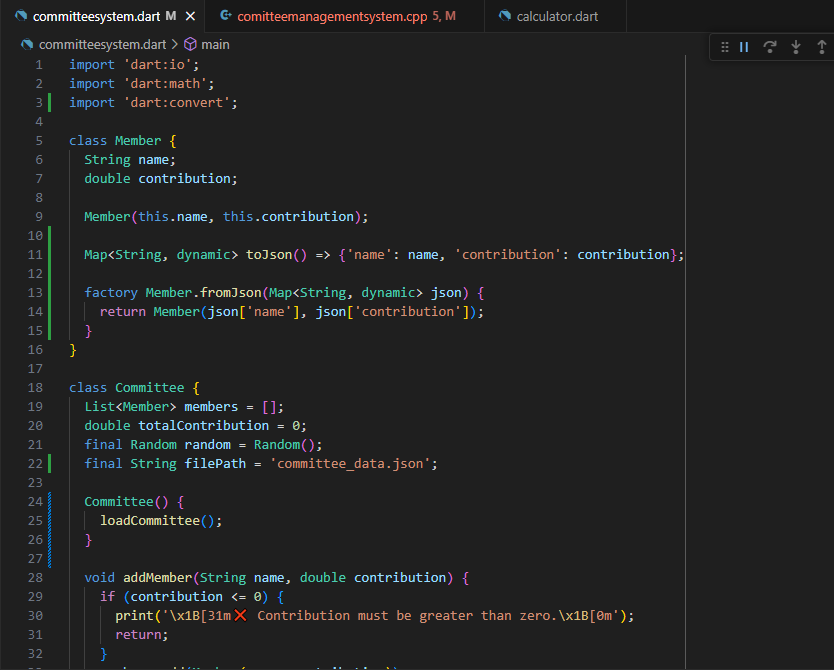 committeesystem.dart M
comitteemanagementsystem.cpp 5, M
calculator.dart
committeesystem.dart > main
1 import 'dart:io';
2 import 'dart:math';
3 import 'dart:convert';
4
5 class Member {
6 String name;
7 double contribution;
8
9 Member(this.name, this.contribution);
10
11 Map<String, dynamic> toJson() => {'name': name, 'contribution': contribution};
12
13 factory Member.fromJson(Map<String, dynamic> json) {
14 return Member(json['name'], json['contribution']);
15 }
16 }
17
18 class Committee {
19 List<Member> members = [];
20 double totalContribution = 0;
21 final Random random = Random();
22 final String filePath = 'committee_data.json';
23
24 Committee() {
25 loadCommittee();
26 }
27
28 void addMember(String name, double contribution) {
29 if (contribution <= 0) {
30 print('\x1B[31m❌ Contribution must be greater than zero.\x1B[0m');
31 return;
32 }